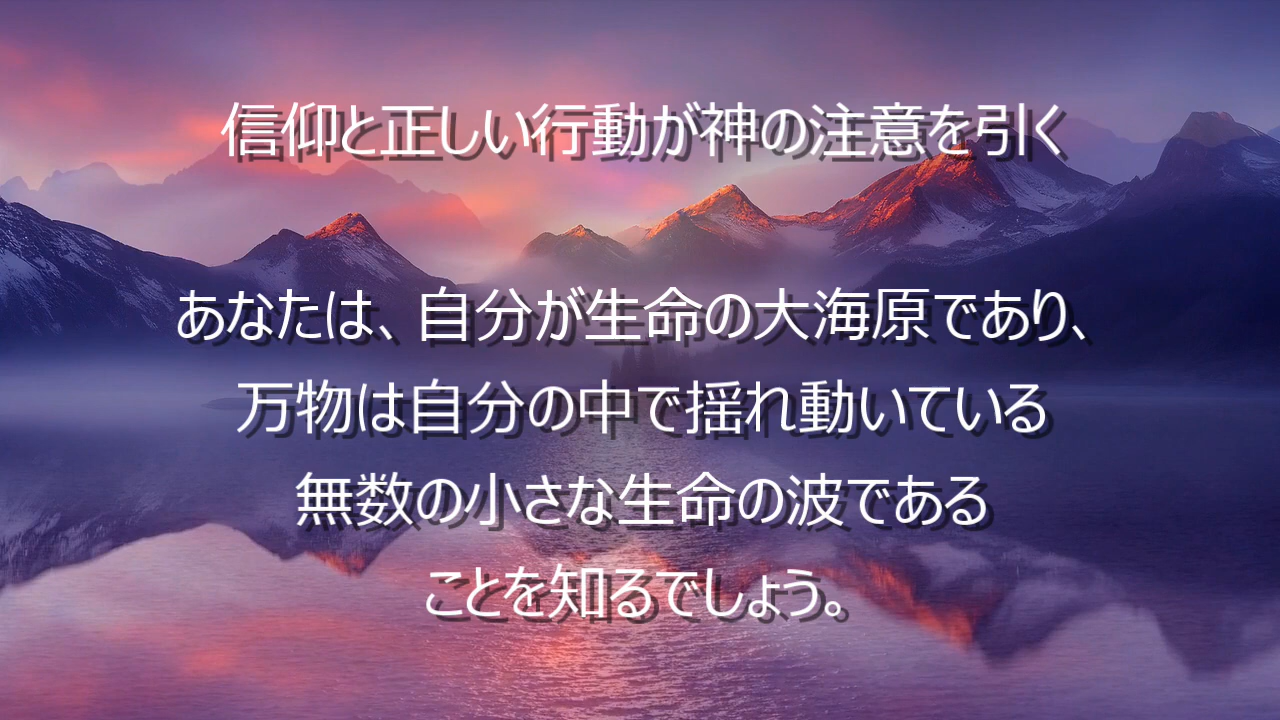 信仰と正しい行動が神の注意を引く
あなたは、自分が生命の大海原であり、
万物は自分の中で揺れ動いている
無数の小さな生命の波である
ことを知るでしょう。